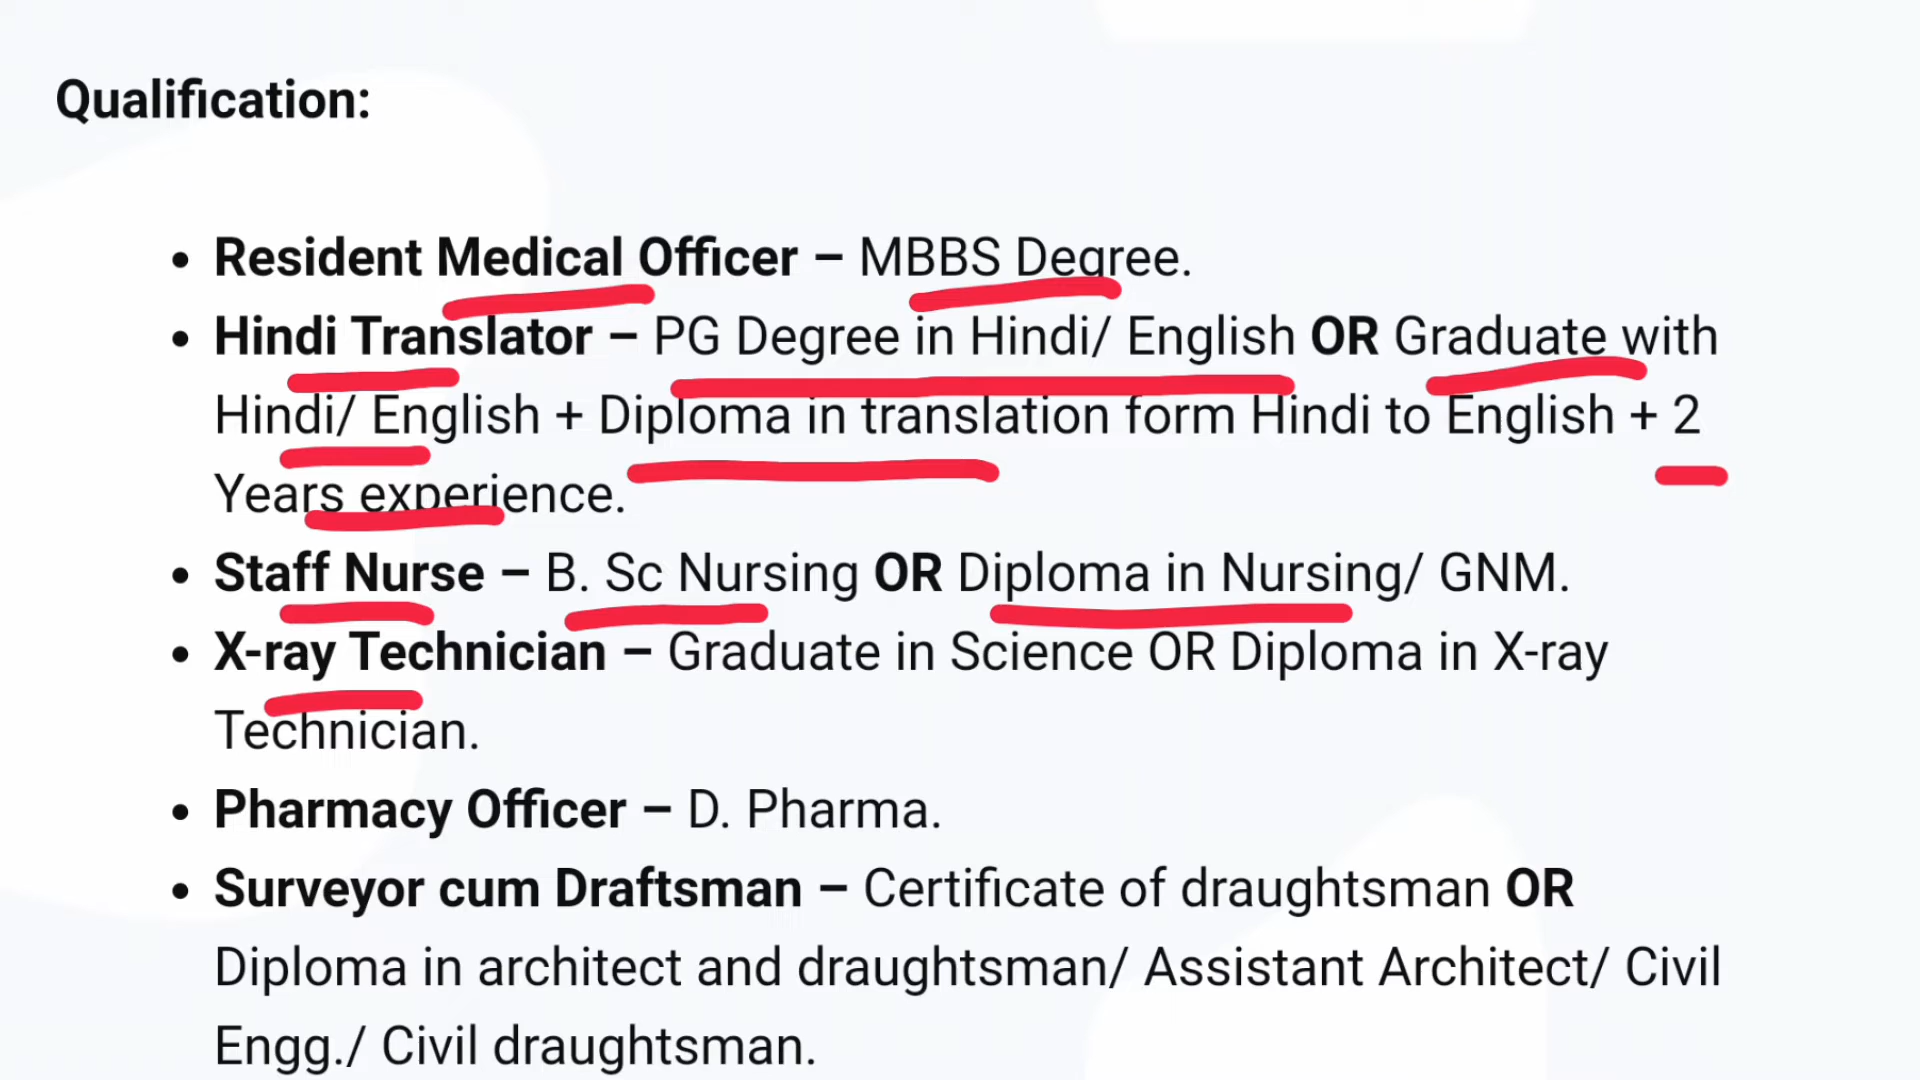 Qualification:
• Resident Medical Officer – MBBS Degree.
• Hindi Translator – PG Degree in Hindi/ English OR Graduate with
Hindi/ English + Diploma in translation form Hindi to English + 2
Years experience.
• Staff Nurse – B. Sc Nursing OR Diploma in Nursing/ GNM.
• X-ray Technician – Graduate in Science OR Diploma in X-ray
Technician.
• Pharmacy Officer – D. Pharma.
• Surveyor cum Draftsman – Certificate of draughtsman OR
Diploma in architect and draughtsman/ Assistant Architect/ Civil
Engg./ Civil draughtsman.